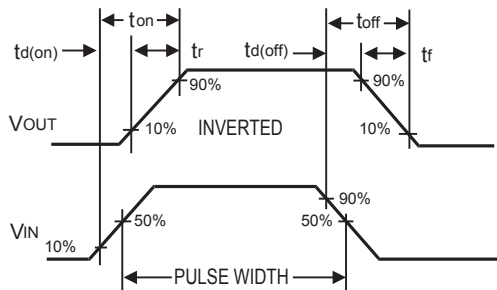 ton toff
td(on) tr td(off) tf
90% 90%
VOUT 10% INVERTED 10%
90%
50% 50%
VIN 10%
PULSE WIDTH